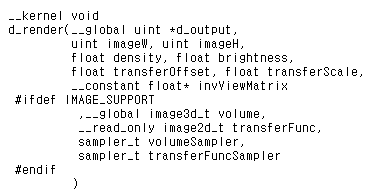 __kernel void
d_render(__global uint *d_output,
uint imageW, uint imageH,
float density, float brightness,
float transferOffset, float transferScale,
__constant float* invViewMatrix
#ifdef IMAGE_SUPPORT
,__global image3d_t volume,
__read_only image2d_t transferFunc,
sampler_t volumeSampler,
sampler_t transferFuncSampler
#endif
)